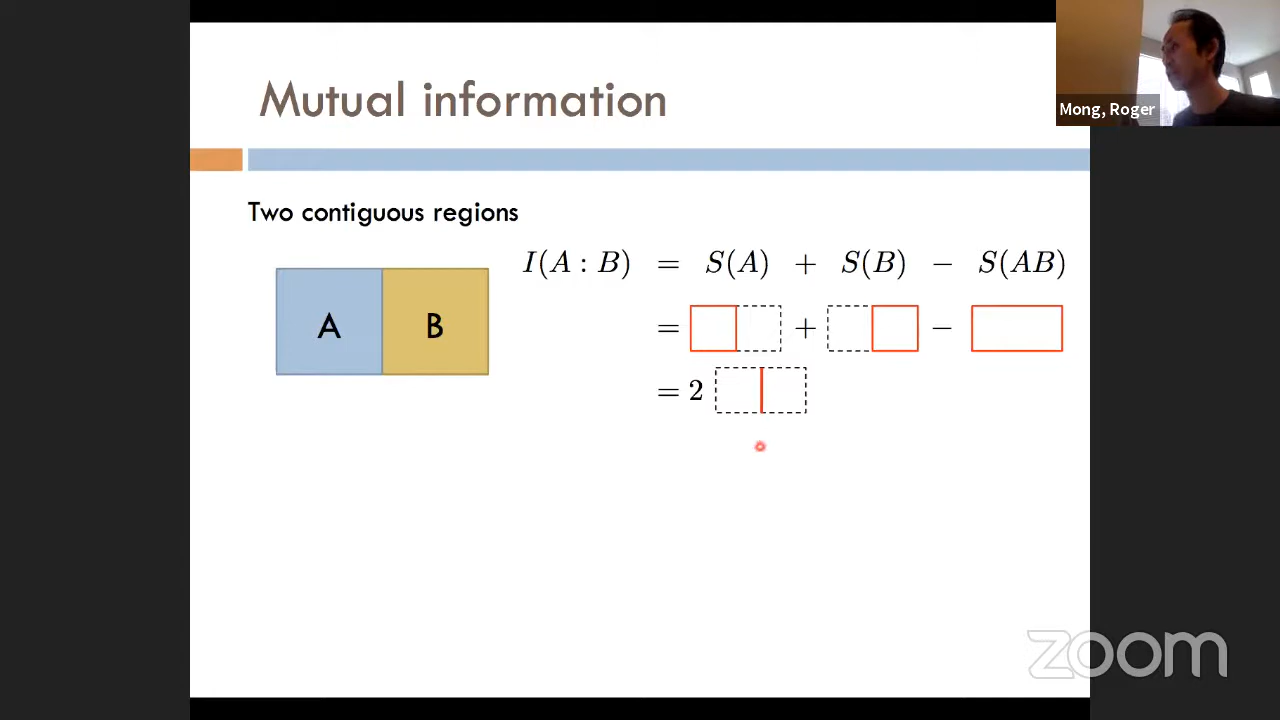 Mutual information
Mong, Roger
Two contiguous regions
I(A : B) = S(A) + S(B) − S(AB)
A B
= + −
= 2
zoom